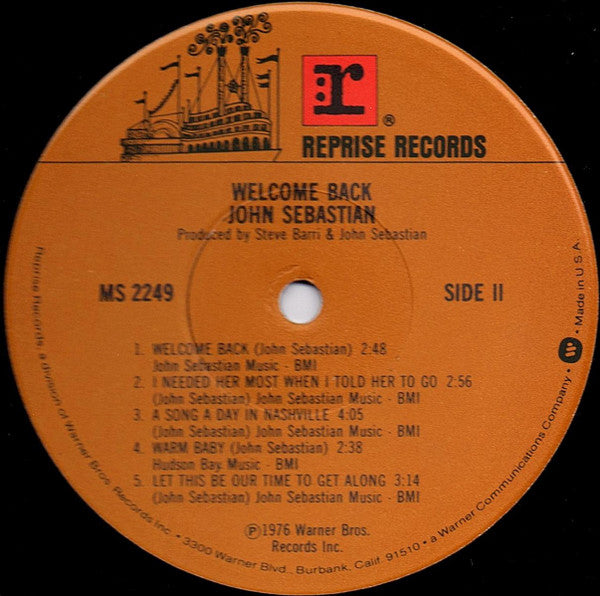 r
®
REPRISE RECORDS
WELCOME BACK
JOHN SEBASTIAN
Produced by Steve Barri & John Sebastian
MS 2249
SIDE II
1. WELCOME BACK (John Sebastian) 2:48
John Sebastian Music - BMI
2. I NEEDED HER MOST WHEN I TOLD HER TO GO 2:56
(John Sebastian) John Sebastian Music - BMI
3. A SONG A DAY IN NASHVILLE 4:05
(John Sebastian) John Sebastian Music - BMI
4. WARM BABY (John Sebastian) 2:38
Hudson Bay Music - BMI
5. LET THIS BE OUR TIME TO GET ALONG 3:14
(John Sebastian) John Sebastian Music - BMI
℗1976 Warner Bros.
Records Inc.
Reprise Records, a division of Warner Bros. Records Inc. • 3300 Warner Blvd., Burbank, Calif. 91510 • a Warner Communications Company • W • Made in U.S.A.